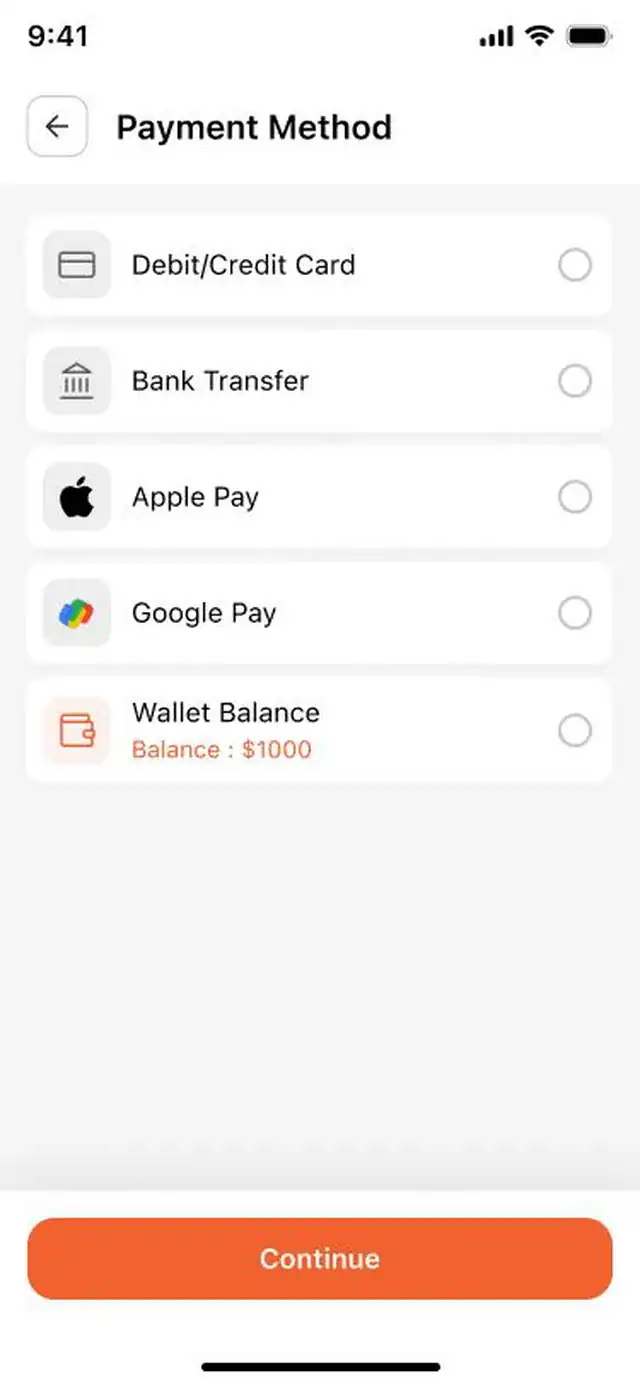 9:41
Payment Method
Debit/Credit Card
Bank Transfer
Apple Pay
Google Pay
Wallet Balance
Balance : $1000
Continue